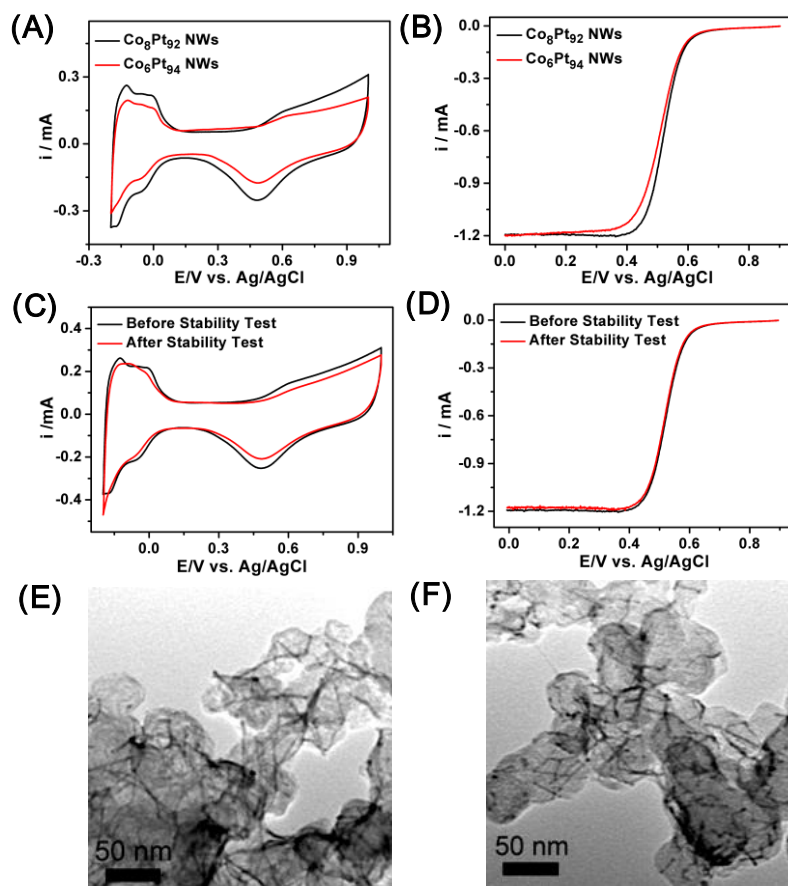 (A)
Co8Pt92 NWs
Co6Pt94 NWs
0.3
0.0
-0.3
i / mA
-0.3 0.0 0.3 0.6 0.9
E/V vs. Ag/AgCl
(B)
Co8Pt92 NWs
Co6Pt94 NWs
0.0
-0.3
-0.6
-0.9
-1.2
i / mA
0.0 0.2 0.4 0.6 0.8
E/V vs. Ag/AgCl
(C)
Before Stability Test
After Stability Test
0.4
0.2
0.0
-0.2
-0.4
i /mA
0.0 0.3 0.6 0.9
E/V vs. Ag/AgCl
(D)
Before Stability Test
After Stability Test
0.0
-0.3
-0.6
-0.9
-1.2
i / mA
0.0 0.2 0.4 0.6 0.8
E/V vs. Ag/AgCl
(E)
50 nm
(F)
50 nm